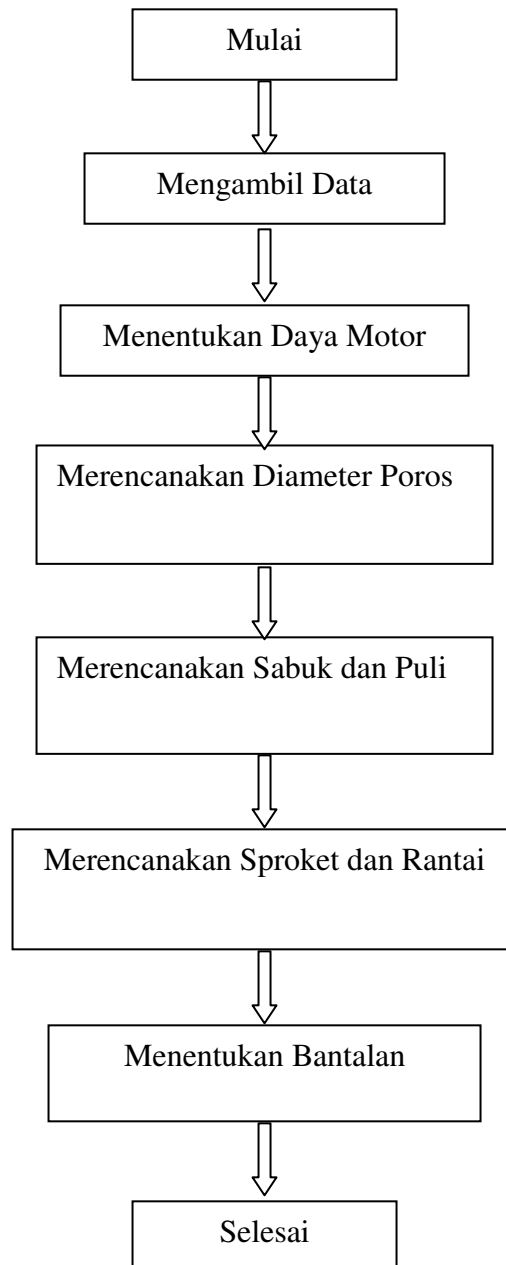 Mulai
Mengambil Data
Menentukan Daya Motor
Merencanakan Diameter Poros
Merencanakan Sabuk dan Puli
Merencanakan Sproket dan Rantai
Menentukan Bantalan
Selesai